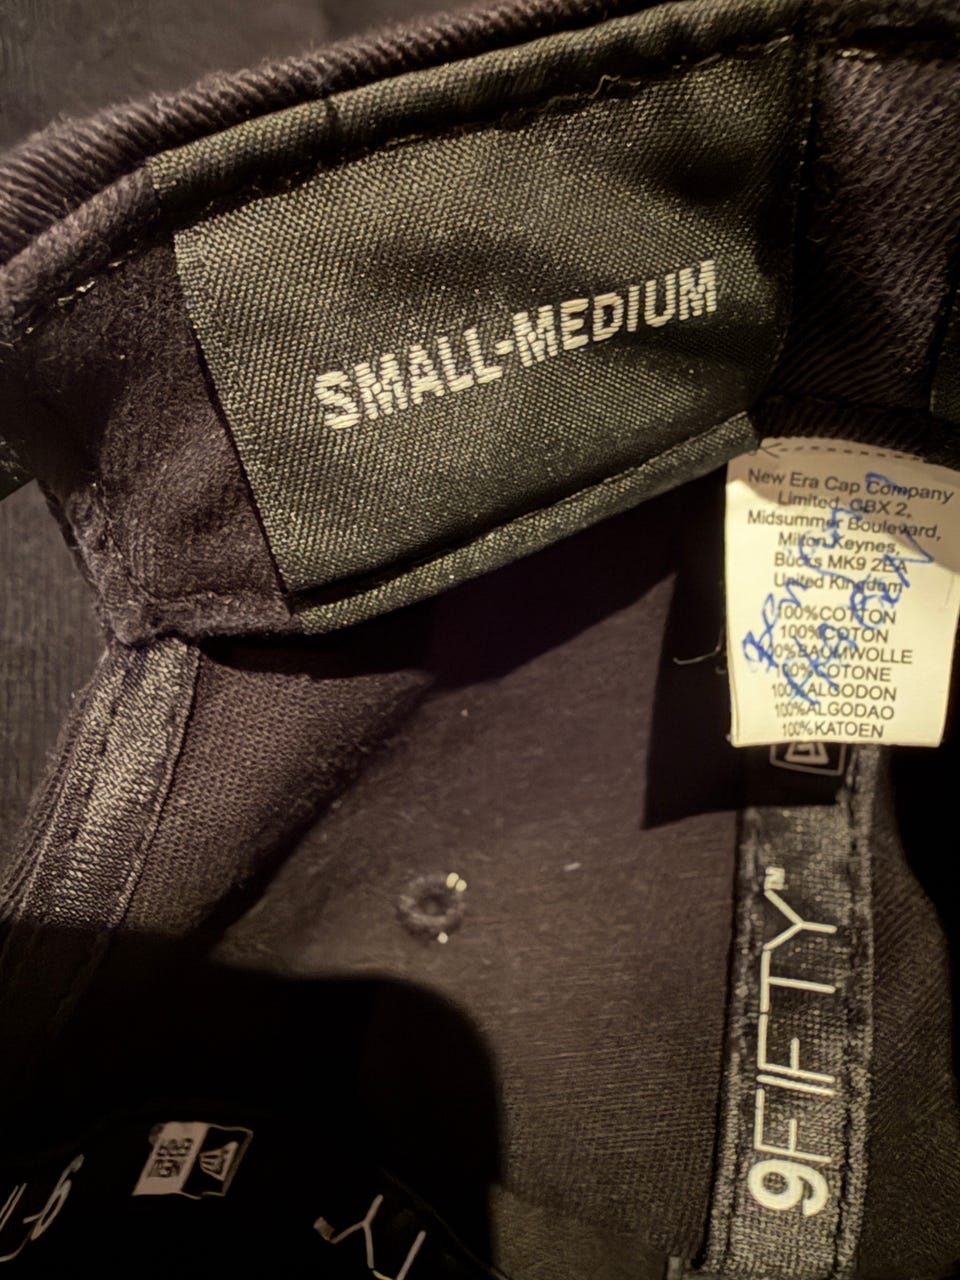 SMALL-MEDIUM
New Era Cap Company
Limited, CBX 2,
Midsummer Boulevard,
Milton Keynes,
Bucks MK9 2EA
United Kingdom
100%COTTON
100%COTON
100%BAUMWOLLE
100%COTONE
100%ALGODON
100%ALGODAO
100%KATOEN
9FIFTY™